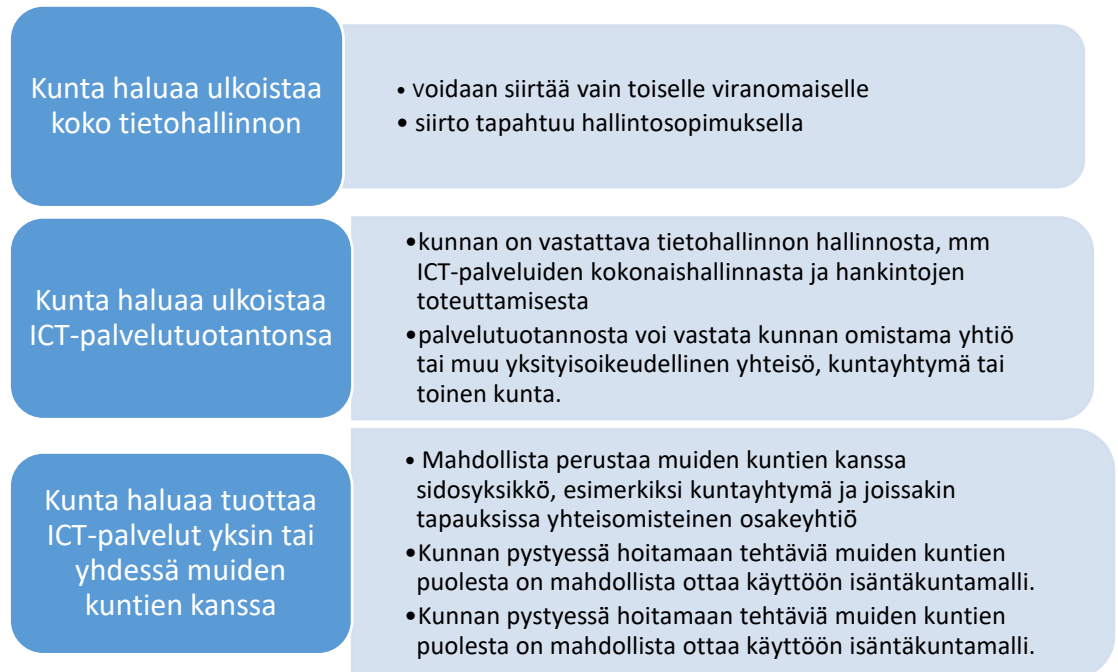 Kunta haluaa ulkoistaa
koko tietohallinnon
• voidaan siirtää vain toiselle viranomaiselle
• siirto tapahtuu hallintosopimuksella
Kunta haluaa ulkoistaa
ICT-palvelutuotantonsa
•kunnan on vastattava tietohallinnon hallinnosta, mm
ICT-palveluiden kokonaishallinnasta ja hankintojen
toteuttamisesta
•palvelutuotannosta voi vastata kunnan omistama yhtiö
tai muu yksityisoikeudellinen yhteisö, kuntayhtymä tai
toinen kunta.
Kunta haluaa tuottaa
ICT-palvelut yksin tai
yhdessä muiden
kuntien kanssa
• Mahdollista perustaa muiden kuntien kanssa
sidosyksikkö, esimerkiksi kuntayhtymä ja joissakin
tapauksissa yhteisomisteinen osakeyhtiö
•Kunnan pystyessä hoitamaan tehtäviä muiden kuntien
puolesta on mahdollista ottaa käyttöön isäntäkuntamalli.
•Kunnan pystyessä hoitamaan tehtäviä muiden kuntien
puolesta on mahdollista ottaa käyttöön isäntäkuntamalli.